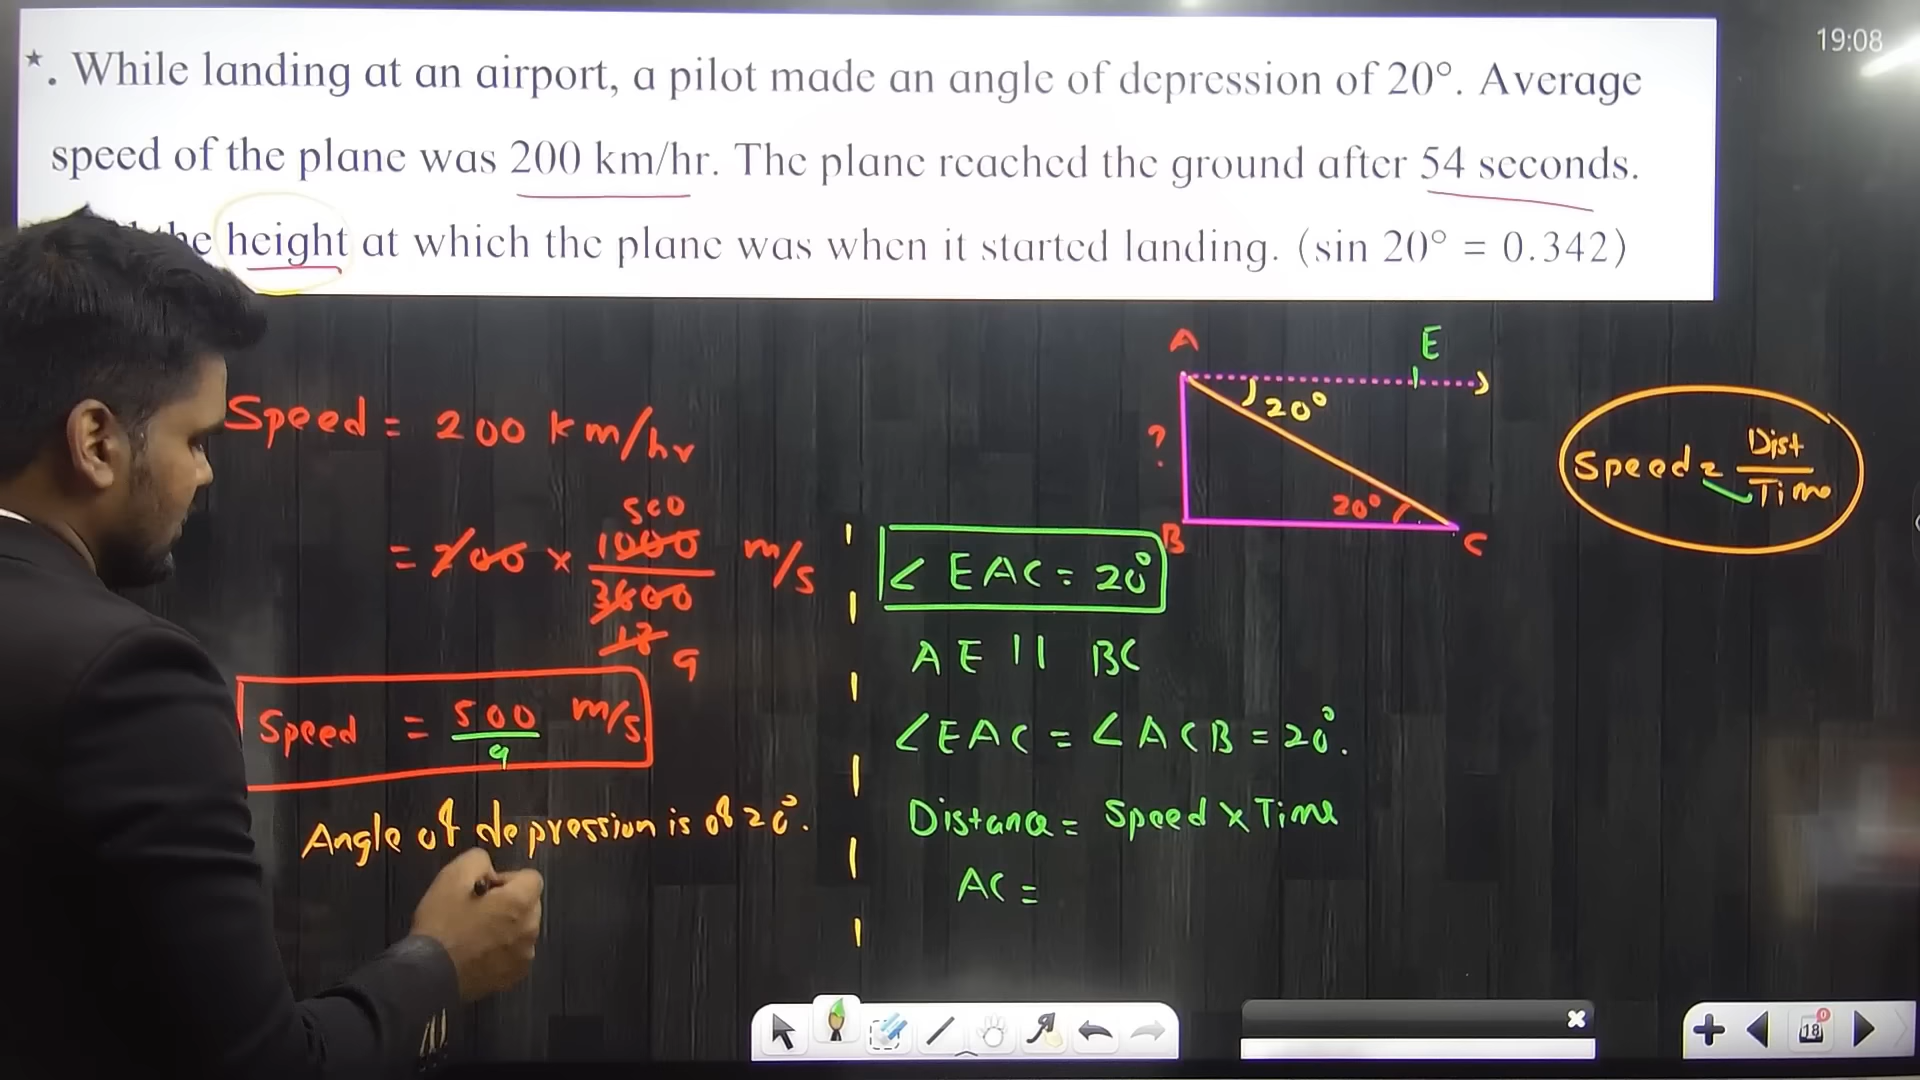 19:08
*. While landing at an airport, a pilot made an angle of depression of 20°. Average
speed of the plane was 200 km/hr. The plane reached the ground after 54 seconds.
the height at which the plane was when it started landing. (sin 20° = 0.342)
A
E
20°
?
20°
B
C
Speed = Dist
Time
Speed = 200 km/hr
500
= 200 × 1000 m/s
3600
18 9
Speed = 500 m/s
9
Angle of depression is of 20°.
∠EAC = 20°
AE || BC
∠EAC = ∠ACB = 20°.
Distance = Speed × Time
AC =
18
0